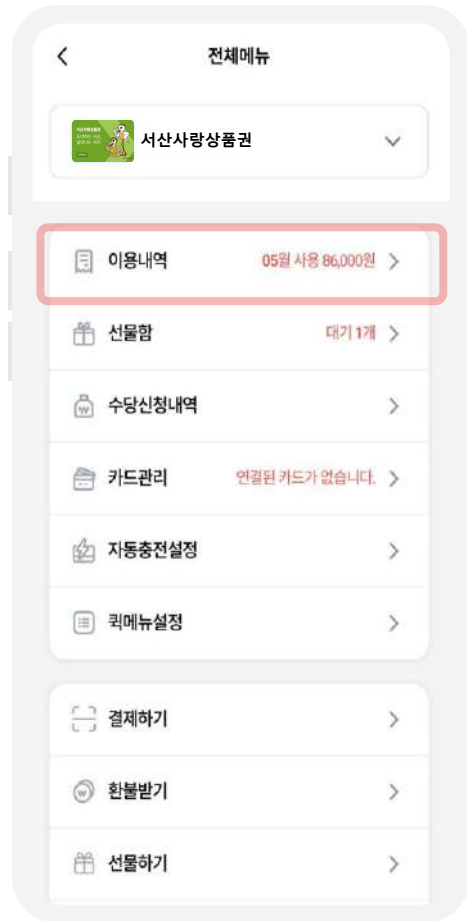 전체메뉴
서산사랑상품권
이용내역 05월 사용 86,000원
선물함 대기 1개
수당신청내역
카드관리 연결된 카드가 없습니다.
자동충전설정
퀵메뉴설정
결제하기
환불받기
선물하기